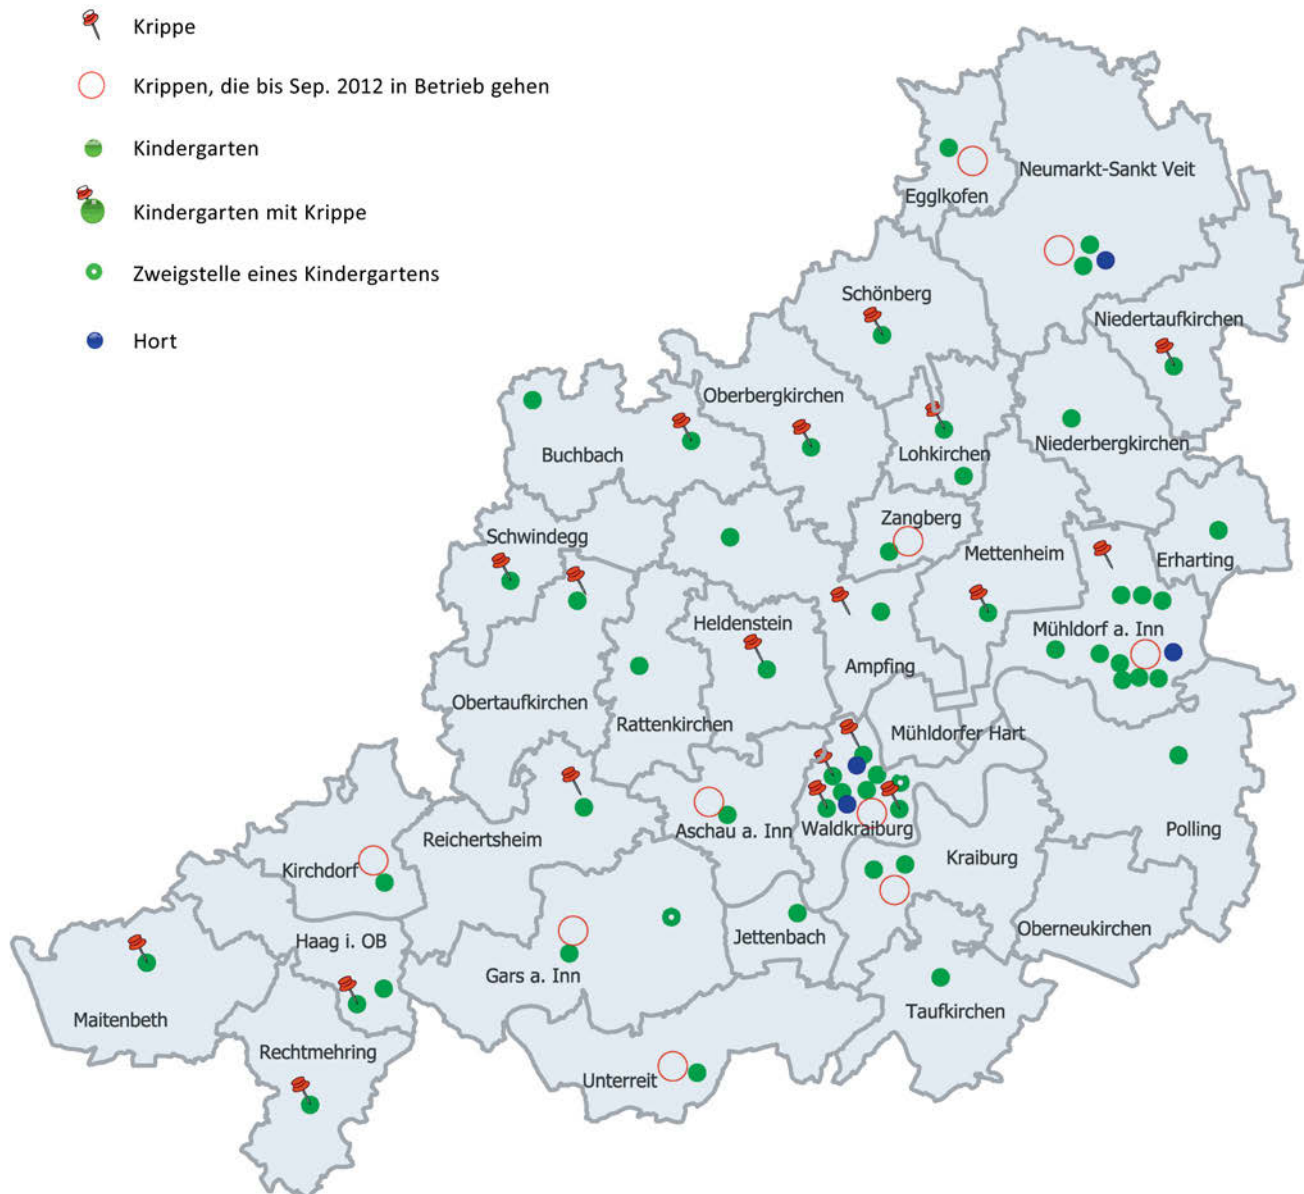 Krippe
Krippen, die bis Sep. 2012 in Betrieb gehen
Kindergarten
Kindergarten mit Krippe
Zweigstelle eines Kindergartens
Hort
Neumarkt-Sankt Veit
Egglkofen
Schönberg
Niedertaufkirchen
Oberbergkirchen
Niederbergkirchen
Buchbach
Lohkirchen
Zangberg
Schwindegg
Mettenheim
Erharting
Heldenstein
Mühldorf a. Inn
Ampfing
Obertaufkirchen
Rattenkirchen
Mühldorfer Hart
Reichertsheim
Aschau a. Inn
Waldkraiburg
Polling
Kraiburg
Kirchdorf
Oberneukirchen
Haag i. OB
Jettenbach
Gars a. Inn
Taufkirchen
Maitenbeth
Rechtmehring
Unterreit